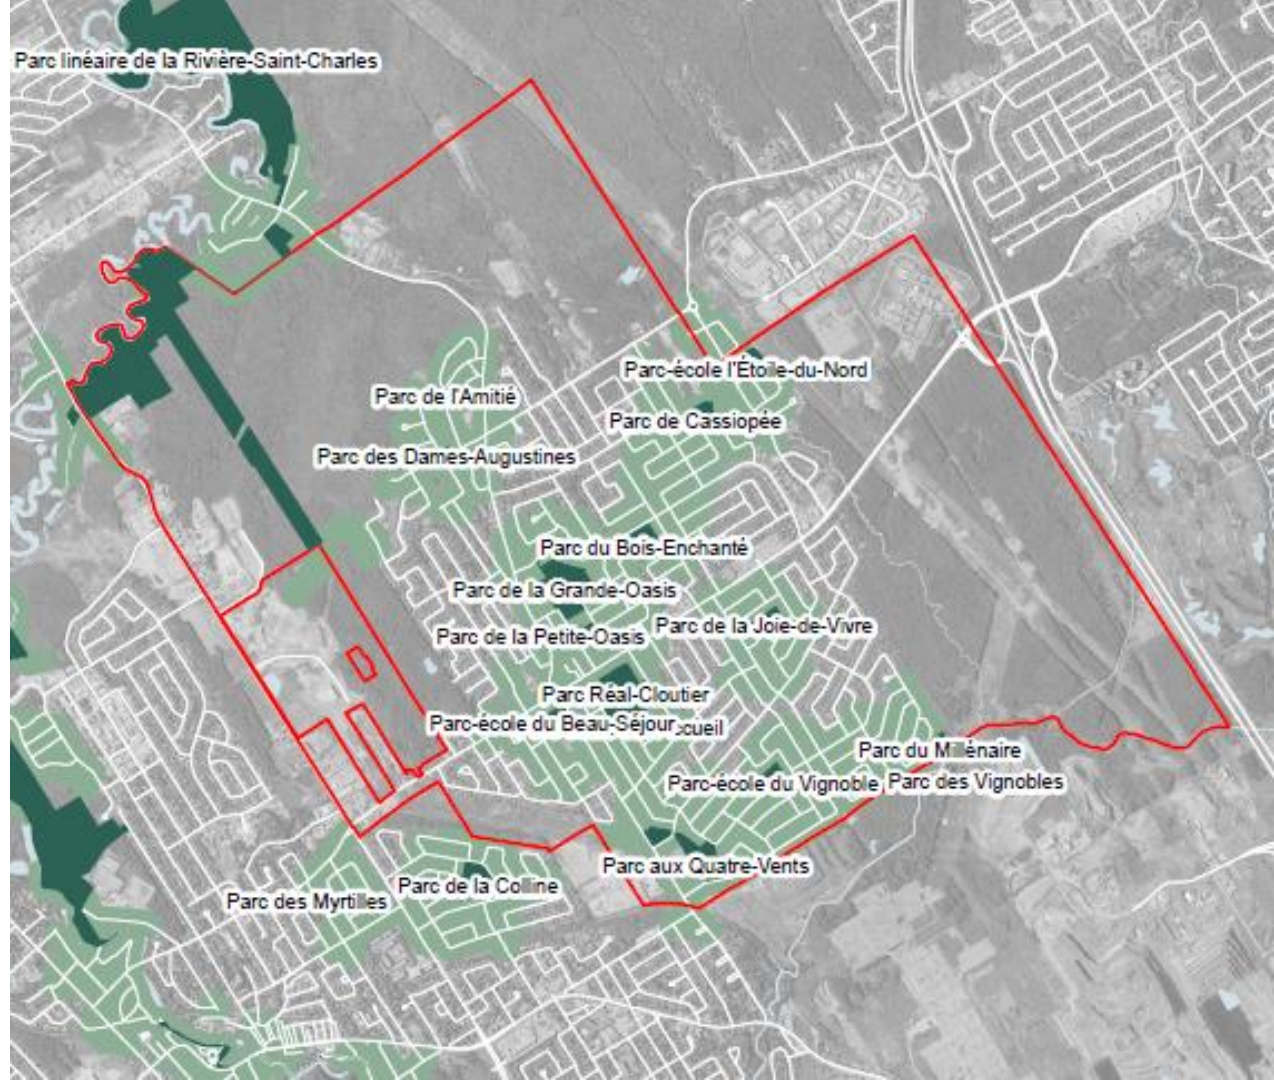 Parc linéaire de la Rivière-Saint-Charles
Parc-école l'Étoile-du-Nord
Parc de l'Amitié
Parc de Cassiopée
Parc des Dames-Augustines
Parc du Bois-Enchanté
Parc de la Grande-Oasis
Parc de la Joie-de-Vivre
Parc de la Petite-Oasis
Parc Réal-Cloutier
Parc-école du Beau-Séjour
Parc du Millénaire
Parc-école du Vignoble
Parc des Vignobles
Parc aux Quatre-Vents
Parc de la Colline
Parc des Myrtilles